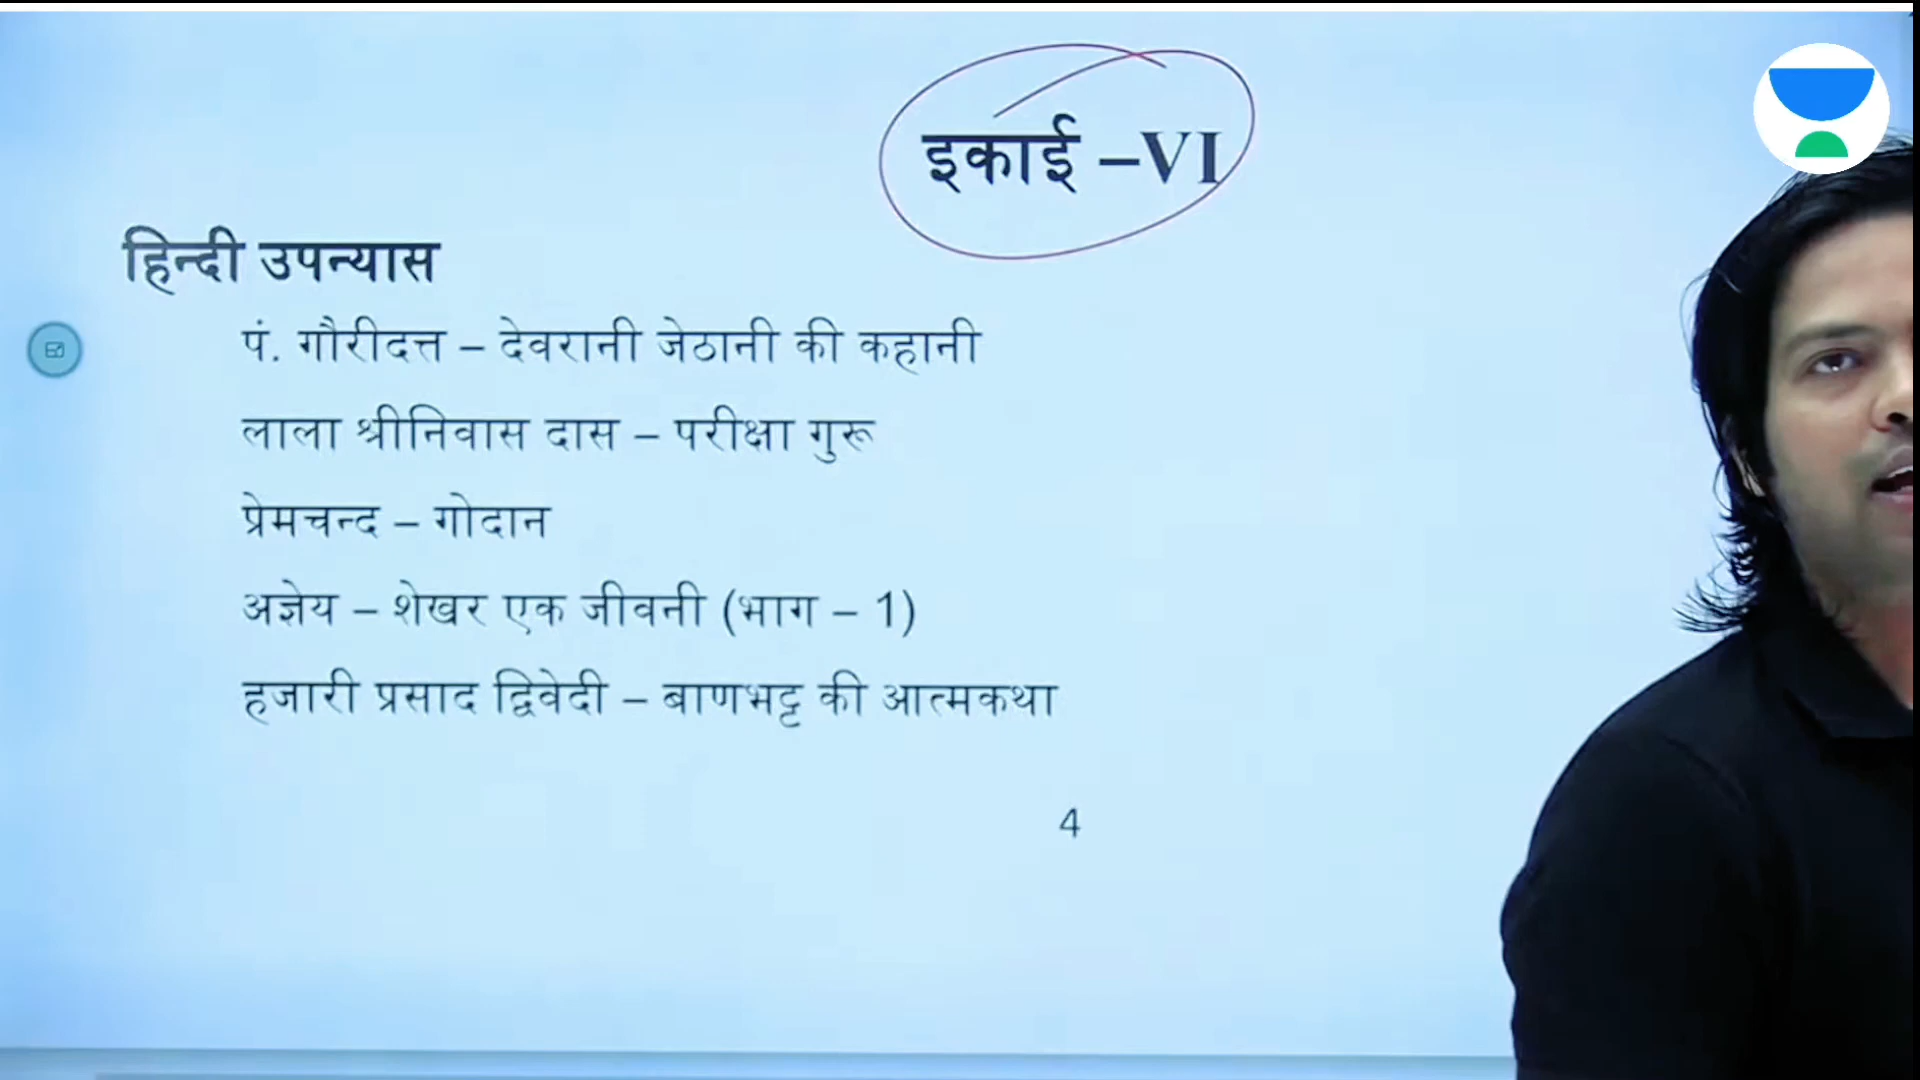 इकाई –VI
हिन्दी उपन्यास
पं. गौरीदत्त – देवरानी जेठानी की कहानी
लाला श्रीनिवास दास – परीक्षा गुरू
प्रेमचन्द – गोदान
अज्ञेय – शेखर एक जीवनी (भाग – 1)
हजारी प्रसाद द्विवेदी – बाणभट्ट की आत्मकथा
4